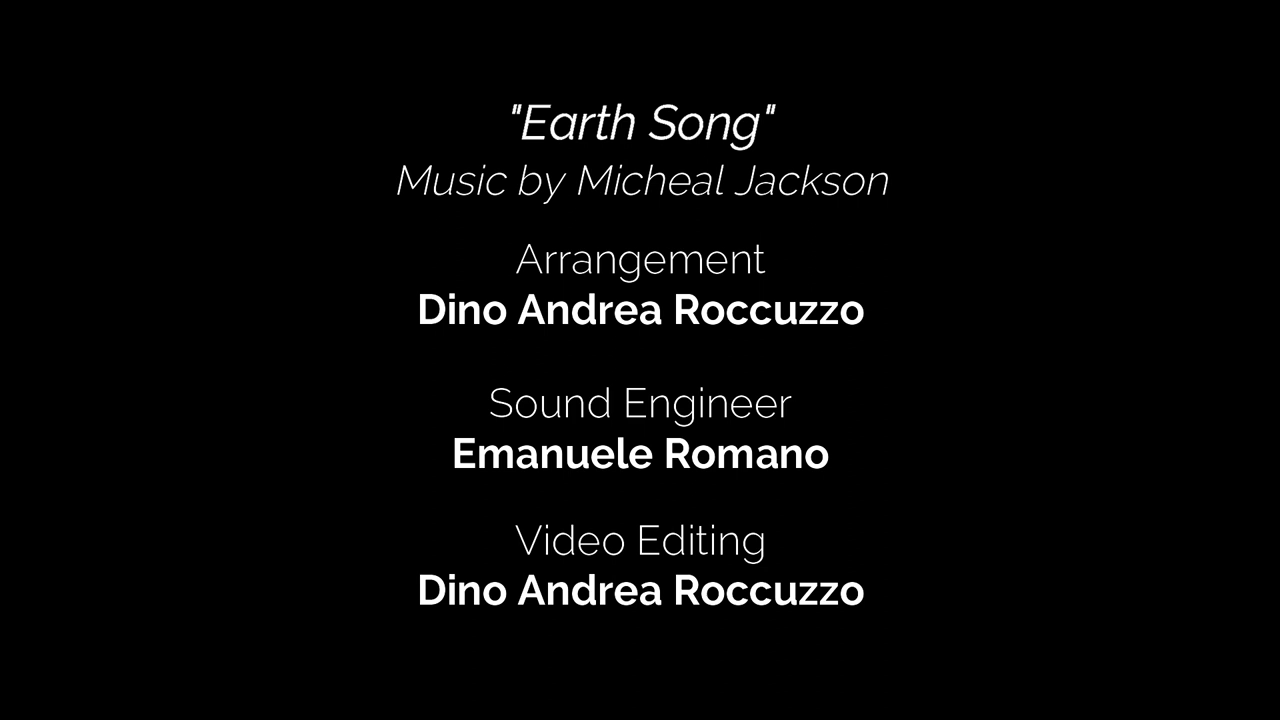 "Earth Song"
Music by Micheal Jackson
Arrangement
Dino Andrea Roccuzzo
Sound Engineer
Emanuele Romano
Video Editing
Dino Andrea Roccuzzo